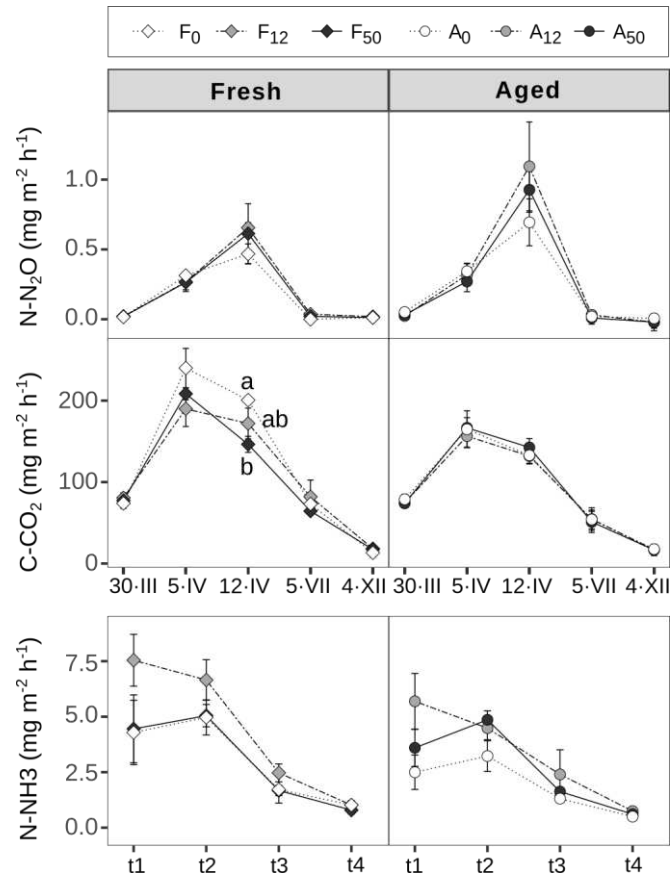 F0 F12 F50 A0 A12 A50
Fresh Aged
N-N2O (mg m-2 h-1)
1.0
0.5
0.0
C-CO2 (mg m-2 h-1)
200
100
0
a
ab
b
30·III 5·IV 12·IV 5·VII 4·XII 30·III 5·IV 12·IV 5·VII 4·XII
N-NH3 (mg m-2 h-1)
7.5
5.0
2.5
0.0
t1 t2 t3 t4 t1 t2 t3 t4